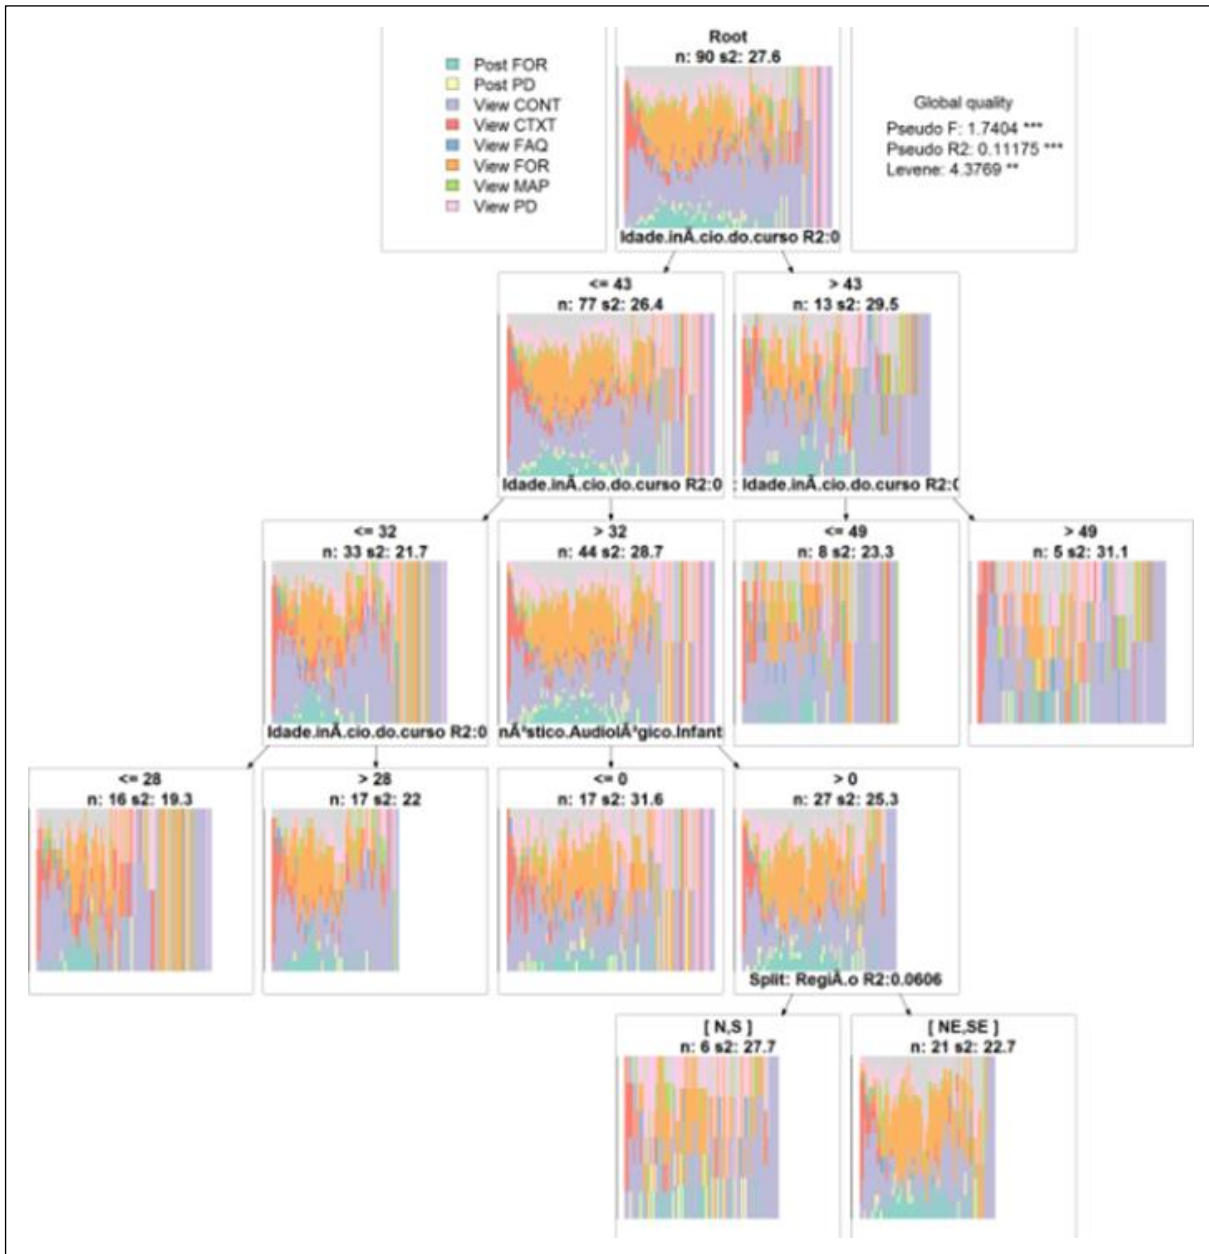 Root
n: 90 s2: 27.6
Post FOR
Post PD
View CONT
View CTXT
View FAQ
View FOR
View MAP
View PD
Global quality
Pseudo F: 1.7404 ***
Pseudo R2: 0.11175 ***
Levene: 4.3769 **
Idade.inÃ.cio.do.curso R2:0
<= 43
n: 77 s2: 26.4
> 43
n: 13 s2: 29.5
Idade.inÃ.cio.do.curso R2:0
: Idade.inÃ.cio.do.curso R2:0
<= 32
n: 33 s2: 21.7
> 32
n: 44 s2: 28.7
<= 49
n: 8 s2: 23.3
> 49
n: 5 s2: 31.1
Idade.inÃ.cio.do.curso R2:0
nÃ³stico.AudiolÃ³gico.Infant
<= 28
n: 16 s2: 19.3
> 28
n: 17 s2: 22
<= 0
n: 17 s2: 31.6
> 0
n: 27 s2: 25.3
Split: RegiÃ.o R2:0.0606
[ N,S ]
n: 6 s2: 27.7
[ NE,SE ]
n: 21 s2: 22.7